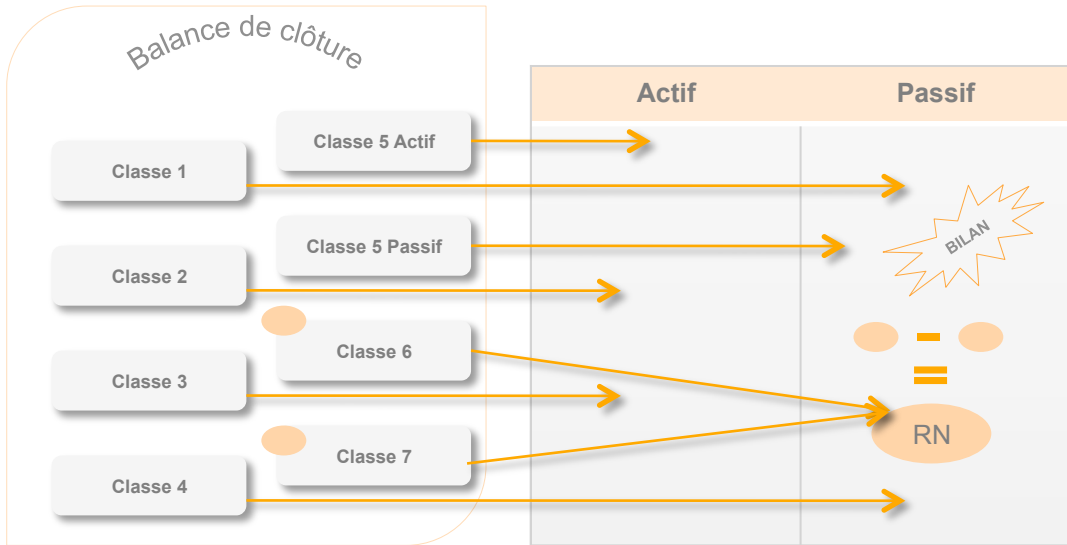 Balance de clôture
Actif
Passif
Classe 5 Actif
Classe 1
Classe 5 Passif
BILAN
Classe 2
Classe 6
Classe 3
RN
Classe 7
Classe 4